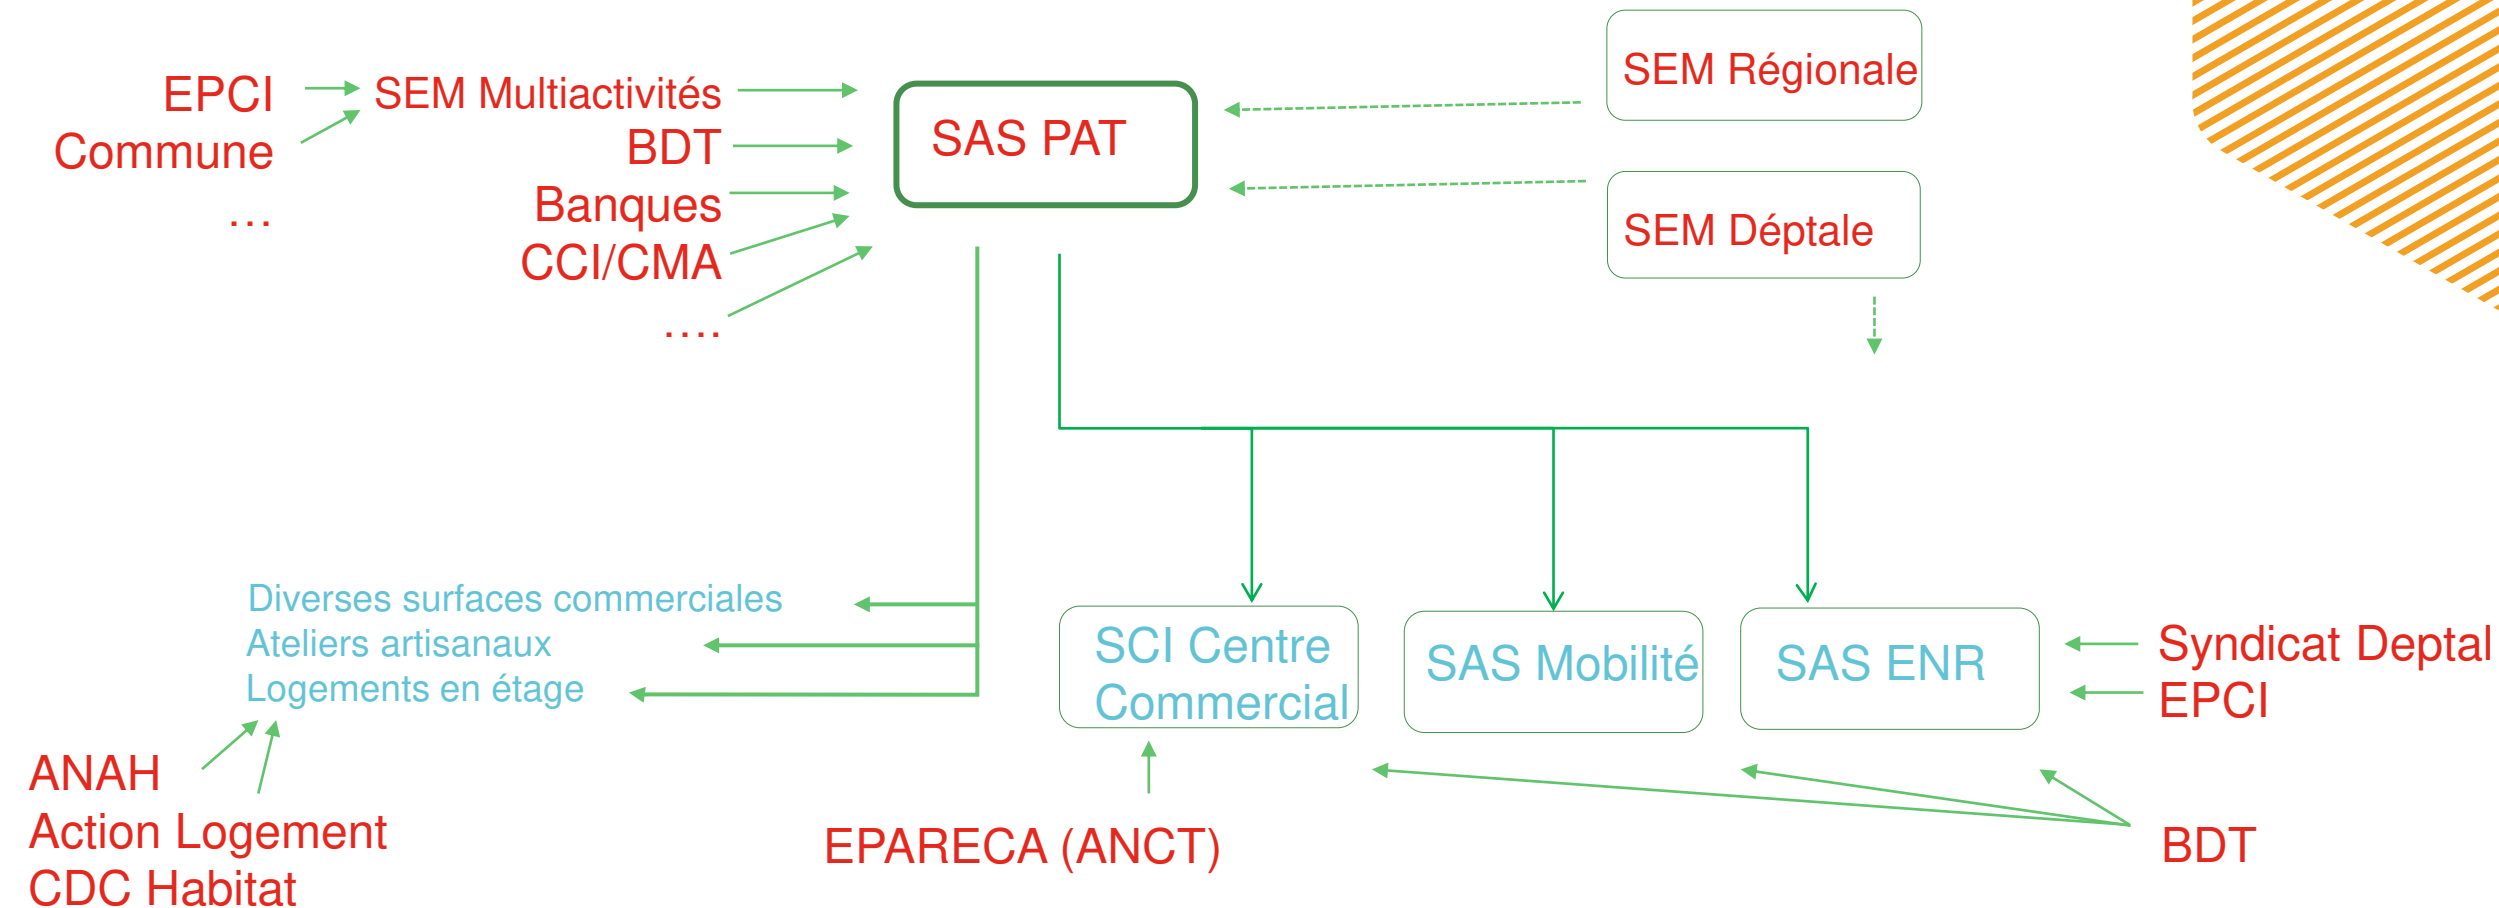 EPCI
Commune
…
SEM Multiactivités
BDT
Banques
CCI/CMA
….
SAS PAT
SEM Régionale
SEM Déptale
Diverses surfaces commerciales
Ateliers artisanaux
Logements en étage
SCI Centre
Commercial
SAS Mobilité
SAS ENR
Syndicat Deptal
EPCI
ANAH
Action Logement
CDC Habitat
EPARECA (ANCT)
BDT